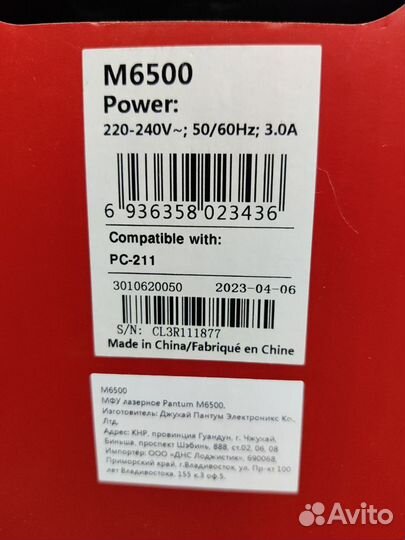 M6500
Power:
220-240V~; 50/60Hz; 3.0A
6 936358 023436
Compatible with:
PC-211
3010620050 2023-04-06
S/N: CL3R111877
Made in China/Fabriqué en Chine
M6500
МФУ лазерное Pantum M6500.
Изготовитель: Джухай Пантум Электроникс Ко.,
Лтд.
Адрес: КНР, провинция Гуандун, г. Чжухай,
Биньша, проспект Шэбинь, 888, ст.02, 06, 08
Импортёр: ООО «ДНС Лоджистик», 690068,
Приморский край, г.Владивосток, ул. Пр-кт 100
лет Владивостока, 155 к.3 оф.5.
Avito